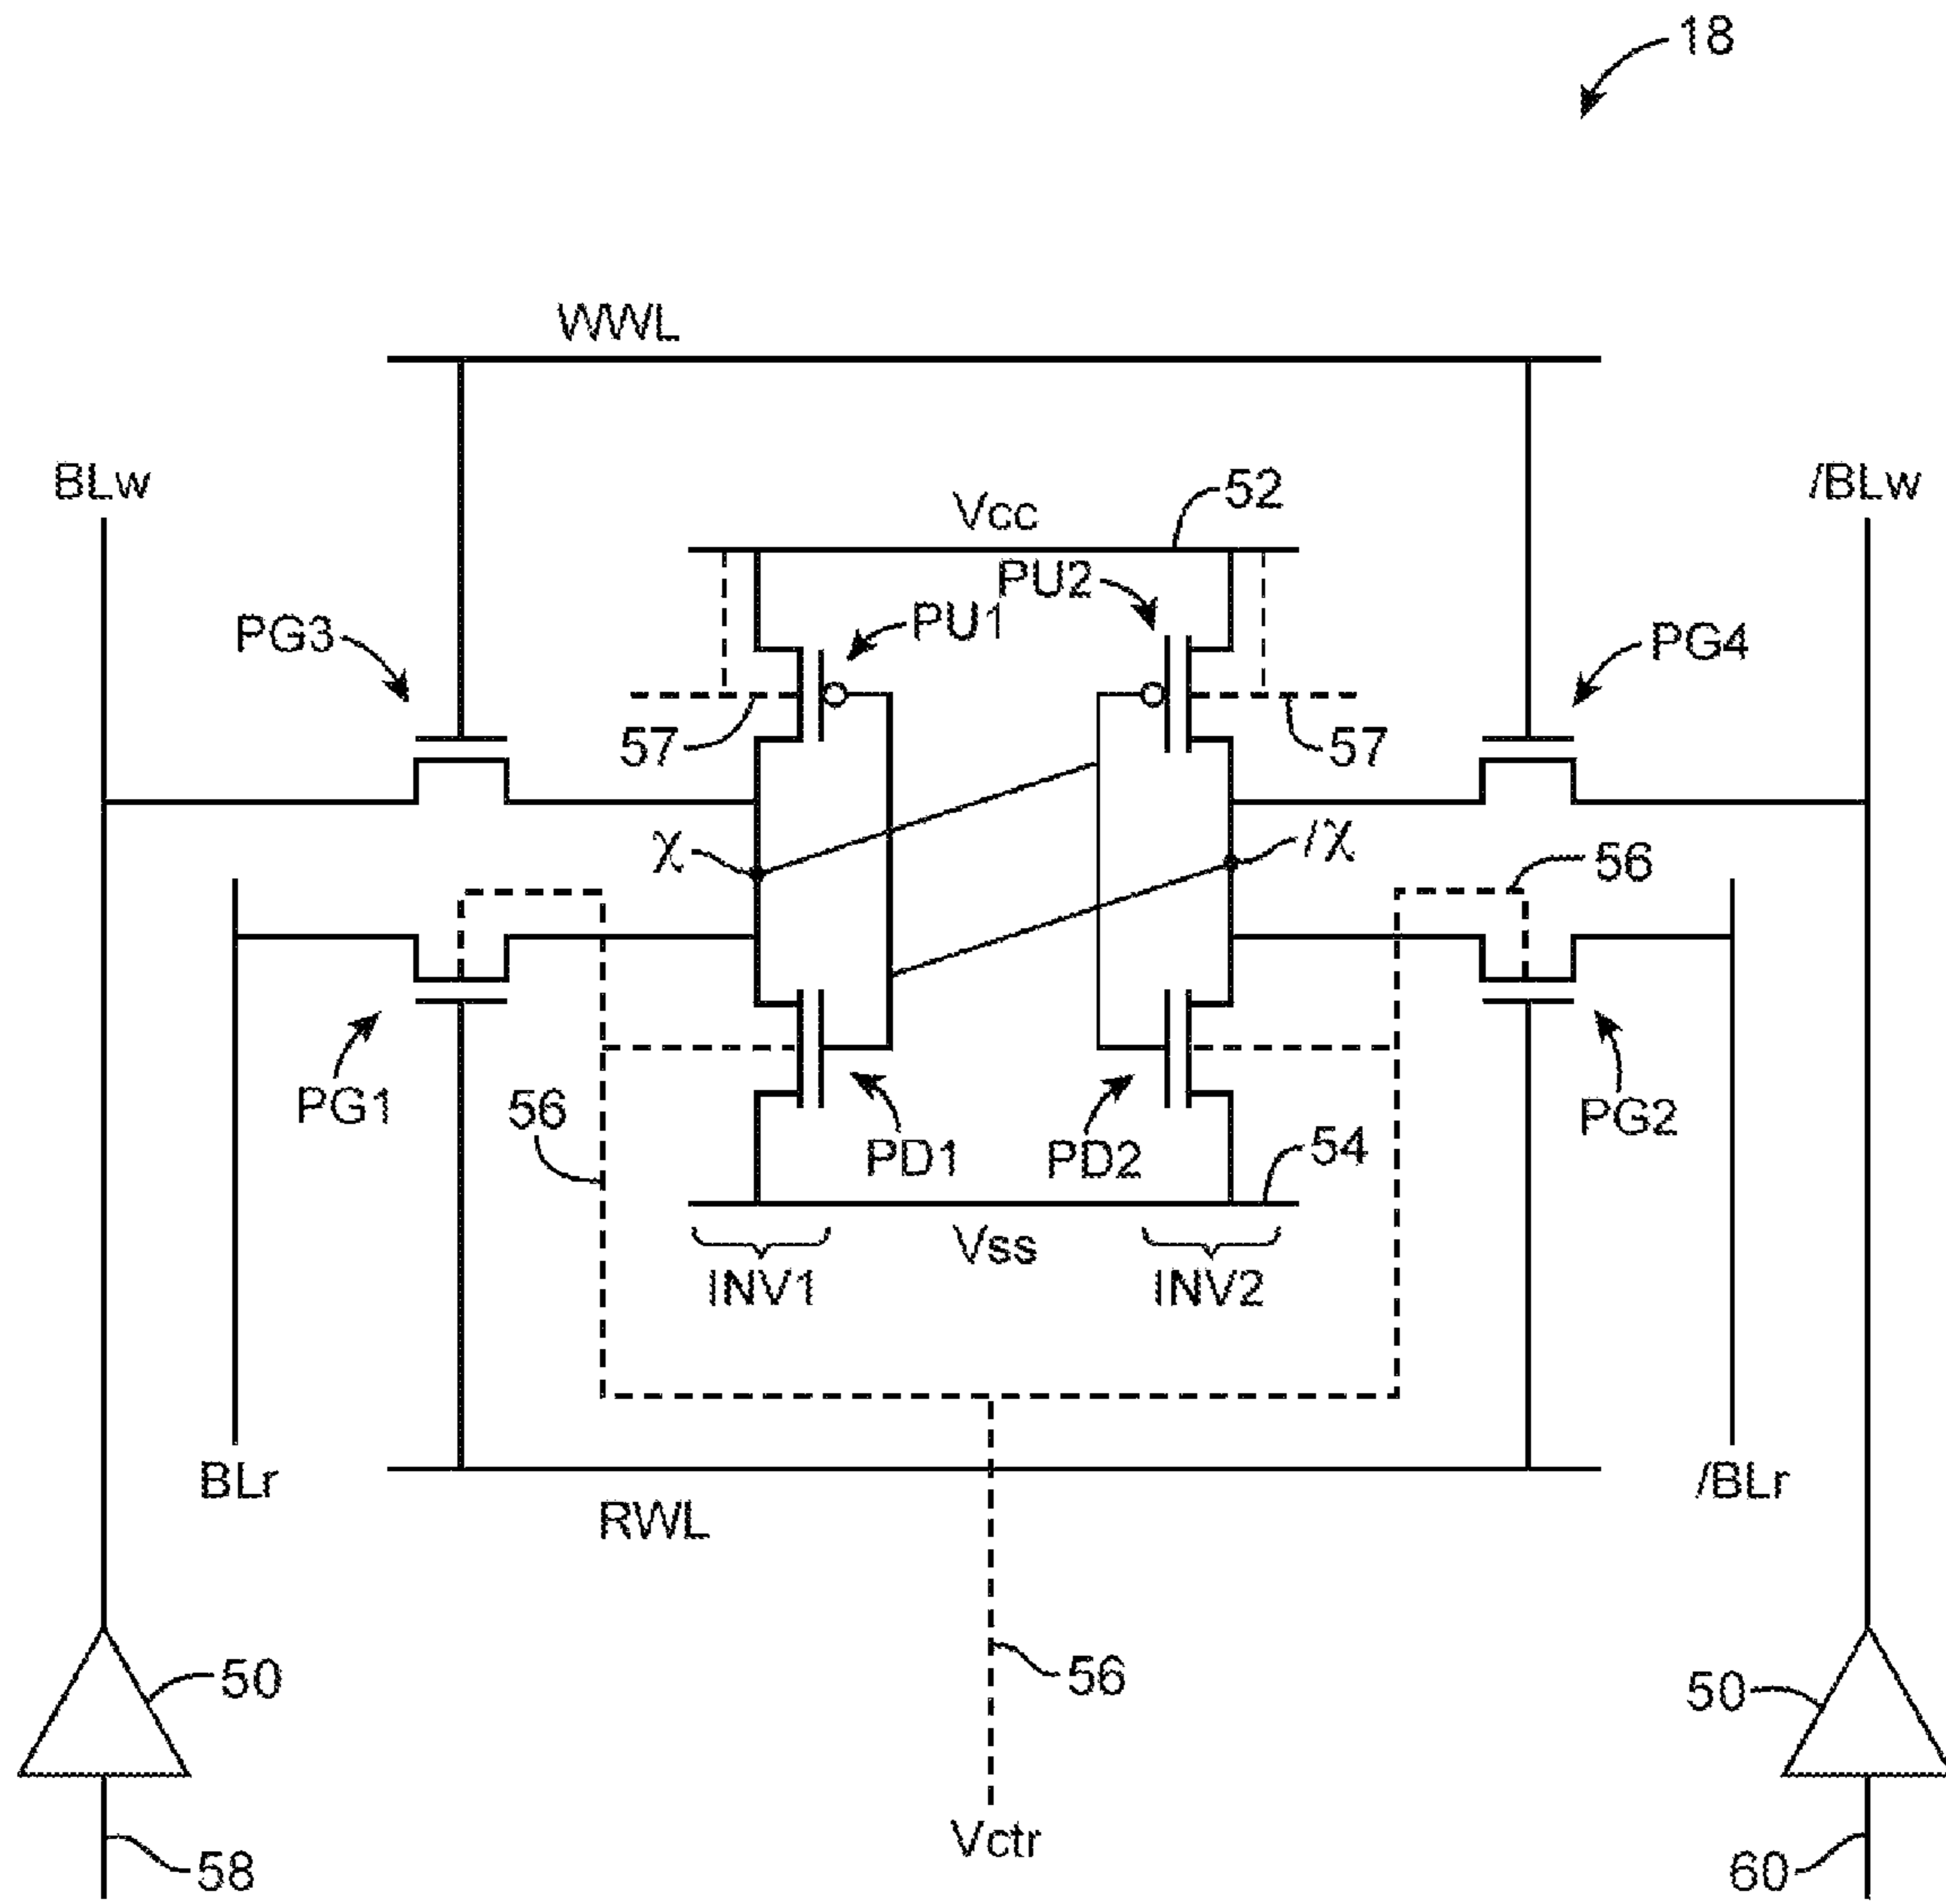 18
WWL
BLw
/BLw
52
Vcc
PU2
PU1
PG3
PG4
57
57
χ
/χ
56
PG1
56
PD1
PD2
54
PG2
Vss
INV1
INV2
BLr
/BLr
RWL
50
56
50
Vctr
58
60